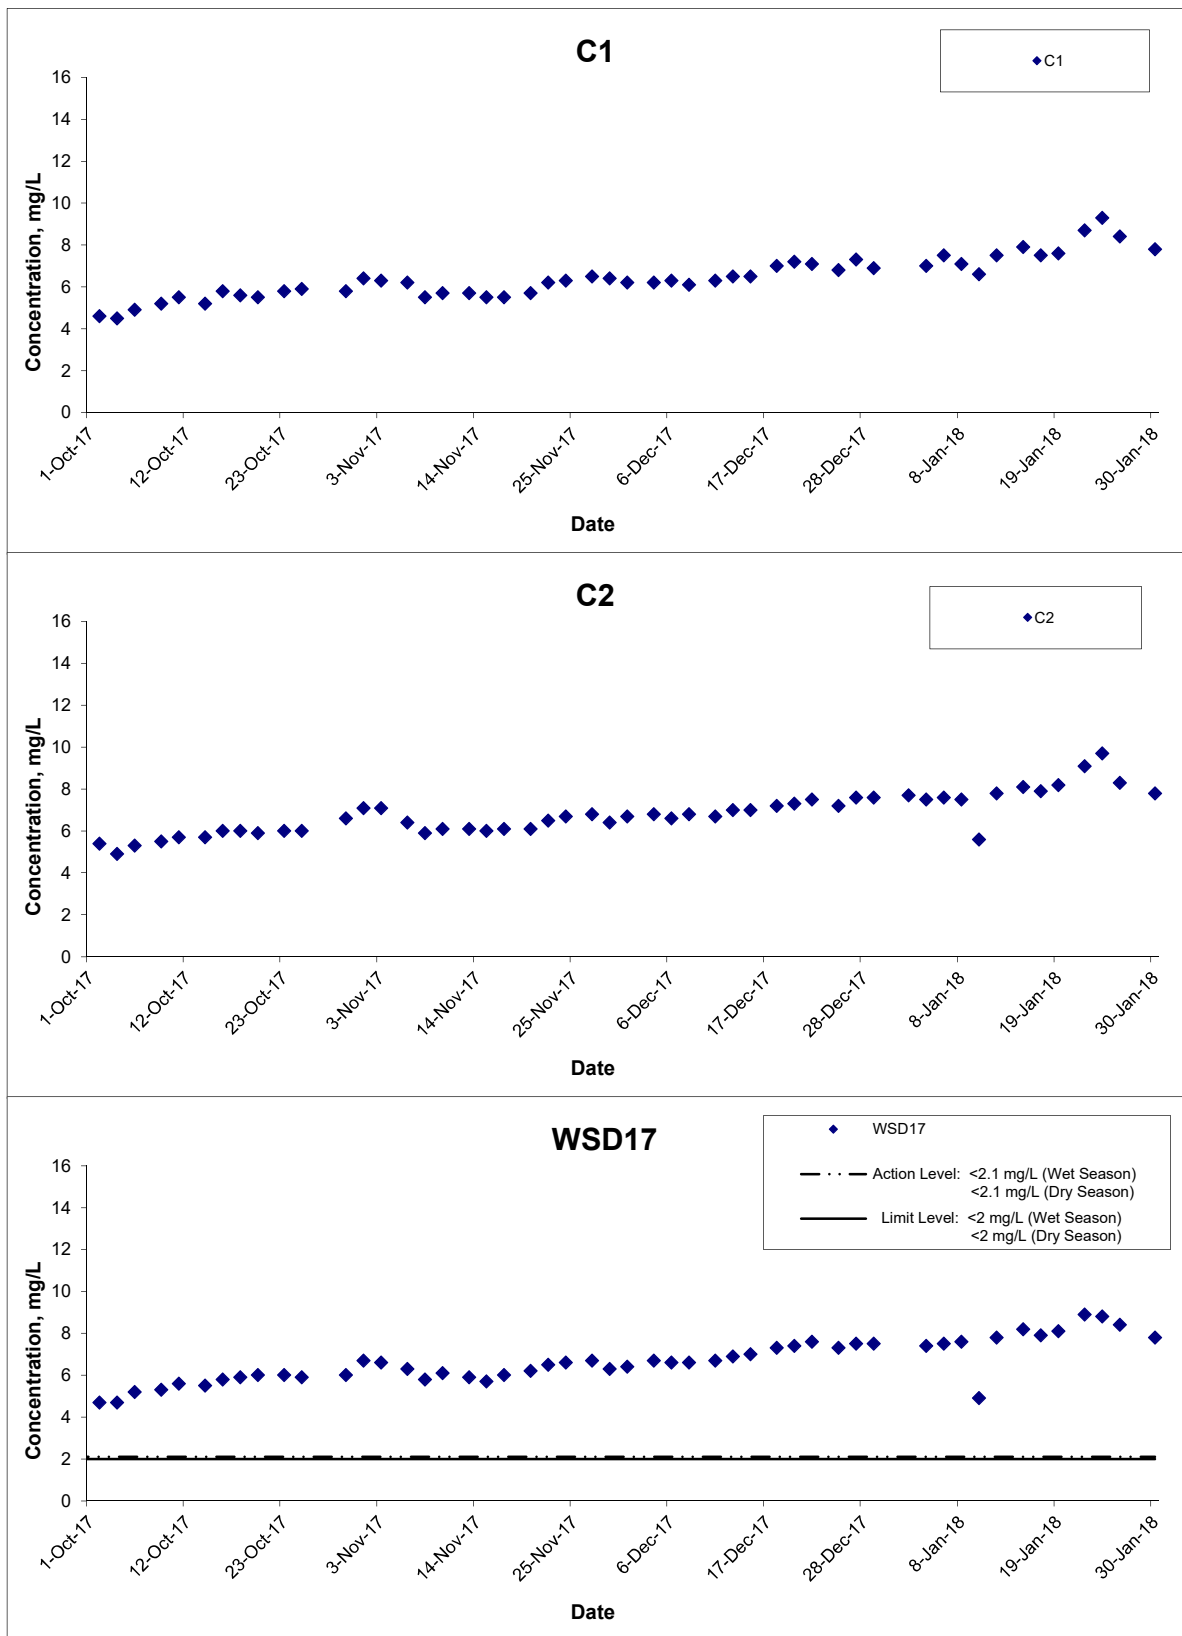 C1
C1
16
14
12
10
8
6
4
2
0
Concentration, mg/L
1-Oct-17
12-Oct-17
23-Oct-17
3-Nov-17
14-Nov-17
25-Nov-17
6-Dec-17
17-Dec-17
28-Dec-17
8-Jan-18
19-Jan-18
30-Jan-18
Date
C2
C2
16
14
12
10
8
6
4
2
0
Concentration, mg/L
1-Oct-17
12-Oct-17
23-Oct-17
3-Nov-17
14-Nov-17
25-Nov-17
6-Dec-17
17-Dec-17
28-Dec-17
8-Jan-18
19-Jan-18
30-Jan-18
Date
WSD17
WSD17
Action Level: <2.1 mg/L (Wet Season)
<2.1 mg/L (Dry Season)
Limit Level: <2 mg/L (Wet Season)
<2 mg/L (Dry Season)
16
14
12
10
8
6
4
2
0
Concentration, mg/L
1-Oct-17
12-Oct-17
23-Oct-17
3-Nov-17
14-Nov-17
25-Nov-17
6-Dec-17
17-Dec-17
28-Dec-17
8-Jan-18
19-Jan-18
30-Jan-18
Date